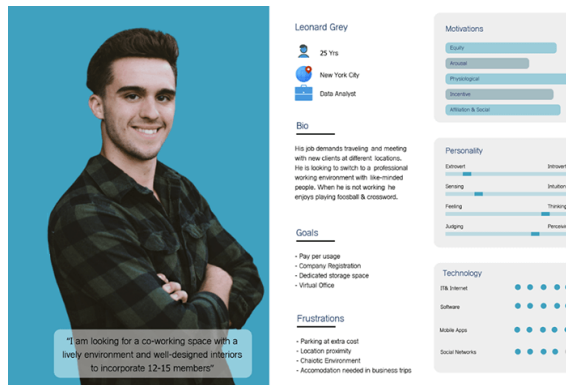 "I am looking for a co-working space with a
lively environment and well-designed interiors
to incorporate 12-15 members"
Leonard Grey
25 Yrs
New York City
Data Analyst
Bio
His job demands traveling and meeting
with new clients at different locations.
He is looking to switch to a professional
working environment with like-minded
people. When he is not working he
enjoys playing foosball & crossword.
Goals
- Pay per usage
- Company Registration
- Dedicated storage space
- Virtual Office
Frustrations
- Parking at extra cost
- Location proximity
- Chaiotic Environment
- Accomodation needed in business trips
Motivations
Equity
Arousal
Physiological
Incentive
Affiliation & Social
Personality
Extrovert Introver
Sensing Intuiten
Feeling Thinking
Judging Perceive
Technology
IT& Internet
Software
Mobile Apps
Social Networks